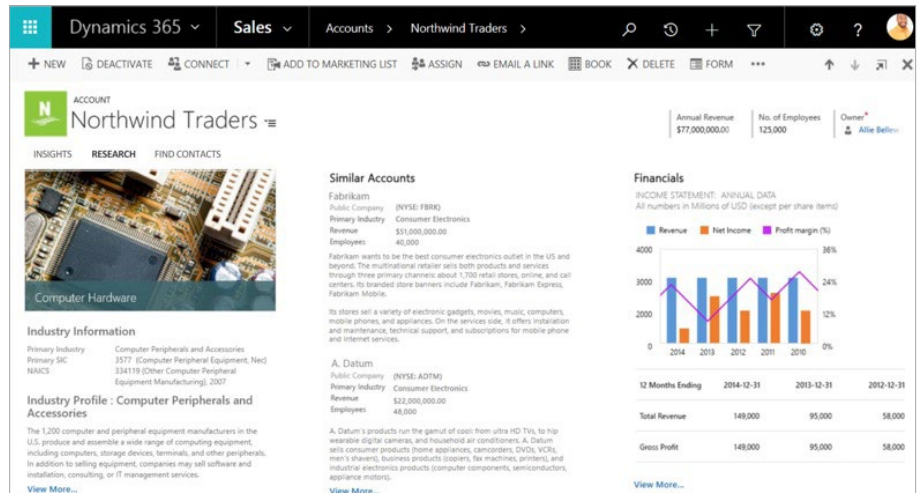 Dynamics 365 Sales Accounts > Northwind Traders > ?
+ NEW DEACTIVATE CONNECT ADD TO MARKETING LIST ASSIGN EMAIL A LINK BOOK DELETE FORM
N
ACCOUNT
Northwind Traders
Annual Revenue
$77,000,000.00
No. of Employees
125,000
Owner*
Allie Bellew
INSIGHTS RESEARCH FIND CONTACTS
Computer Hardware
Industry Information
Primary Industry Computer Peripherals and Accessories
Primary SIC 3577 (Computer Peripheral Equipment, Nec)
NAICS 334119 (Other Computer Peripheral
Equipment Manufacturing), 2007
Industry Profile : Computer Peripherals and
Accessories
The 1,200 computer and peripheral equipment manufacturers in the
U.S. produce and assemble a wide range of computing equipment,
including computers, storage devices, terminals, and other peripherals.
In addition to selling equipment, companies may sell software and
installation, consulting, or IT management services.
View More...
Similar Accounts
Fabrikam
Public Company (NYSE: FBRK)
Primary Industry Consumer Electronics
Revenue $51,000,000.00
Employees 40,000
Fabrikam wants to be the best consumer electronics outlet in the US and
beyond. The multinational retailer sells both products and services
through three primary channels: about 1,700 retail stores, online, and call
centers. Its branded store banners include Fabrikam, Fabrikam Express,
Fabrikam Mobile.
Its stores sell a variety of electronic gadgets, movies, music, computers,
mobile phones, and appliances. On the services side, it offers installation
and maintenance, technical support, and subscriptions for mobile phone
and internet services.
A. Datum
Public Company (NYSE: ADTM)
Primary Industry Consumer Electronics
Revenue $22,000,000.00
Employees 48,000
A. Datum's products run the gamut of cool: from ultra HD TVs, to hip
wearable digital cameras, and household air conditioners. A. Datum
sells consumer products (home appliances, camcorders, DVDs, VCRs,
men's shavers), business products (copiers, fax machines, printers), and
industrial electronics products (computer components, semiconductors,
appliance motors).
View More...
Financials
INCOME STATEMENT: ANNUAL DATA
All numbers in Millions of USD (except per share items)
Revenue Net Income Profit margin (%)
4000 36%
3000 24%
2000 12%
0 0%
2014 2013 2012 2011 2010
12 Months Ending 2014-12-31 2013-12-31 2012-12-31
Total Revenue 149,000 95,000 58,000
Gross Profit 149,000 95,000 58,000
View More...